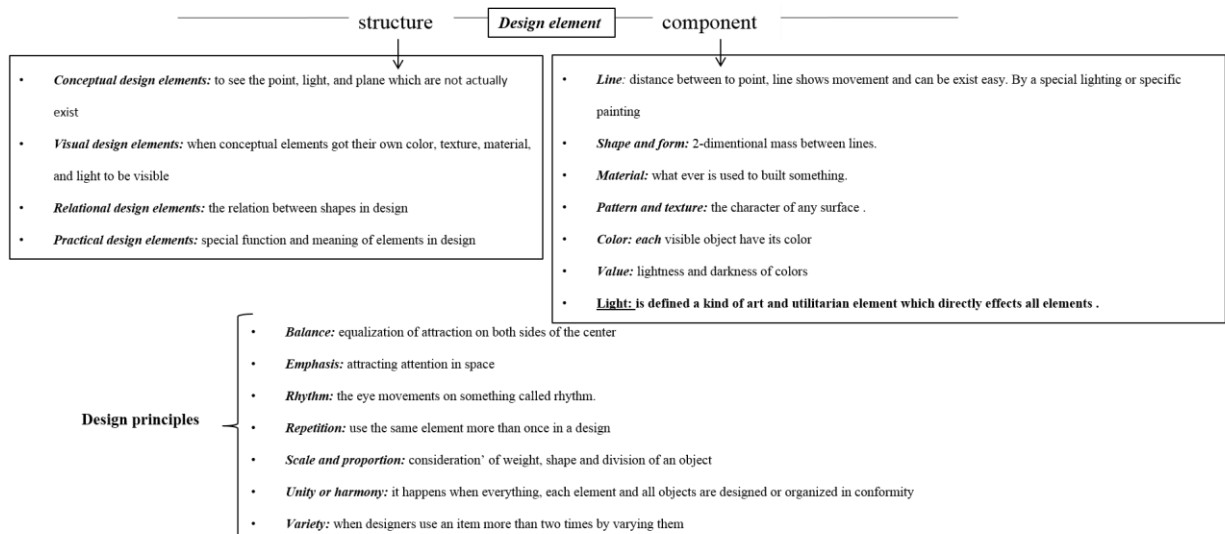 structure Design element component
• Conceptual design elements: to see the point, light, and plane which are not actually
exist
• Visual design elements: when conceptual elements got their own color, texture, material,
and light to be visible
• Relational design elements: the relation between shapes in design
• Practical design elements: special function and meaning of elements in design
• Line: distance between to point, line shows movement and can be exist easy. By a special lighting or specific
painting
• Shape and form: 2-dimentional mass between lines.
• Material: what ever is used to built something.
• Pattern and texture: the character of any surface .
• Color: each visible object have its color
• Value: lightness and darkness of colors
• Light: is defined a kind of art and utilitarian element which directly effects all elements .
Design principles
• Balance: equalization of attraction on both sides of the center
• Emphasis: attracting attention in space
• Rhythm: the eye movements on something called rhythm.
• Repetition: use the same element more than once in a design
• Scale and proportion: consideration’ of weight, shape and division of an object
• Unity or harmony: it happens when everything, each element and all objects are designed or organized in conformity
• Variety: when designers use an item more than two times by varying them